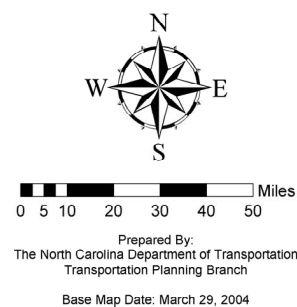 N
W E
S
Miles
0 5 10 20 30 40 50
Prepared By:
The North Carolina Department of Transportation
Transportation Planning Branch
Base Map Date: March 29, 2004